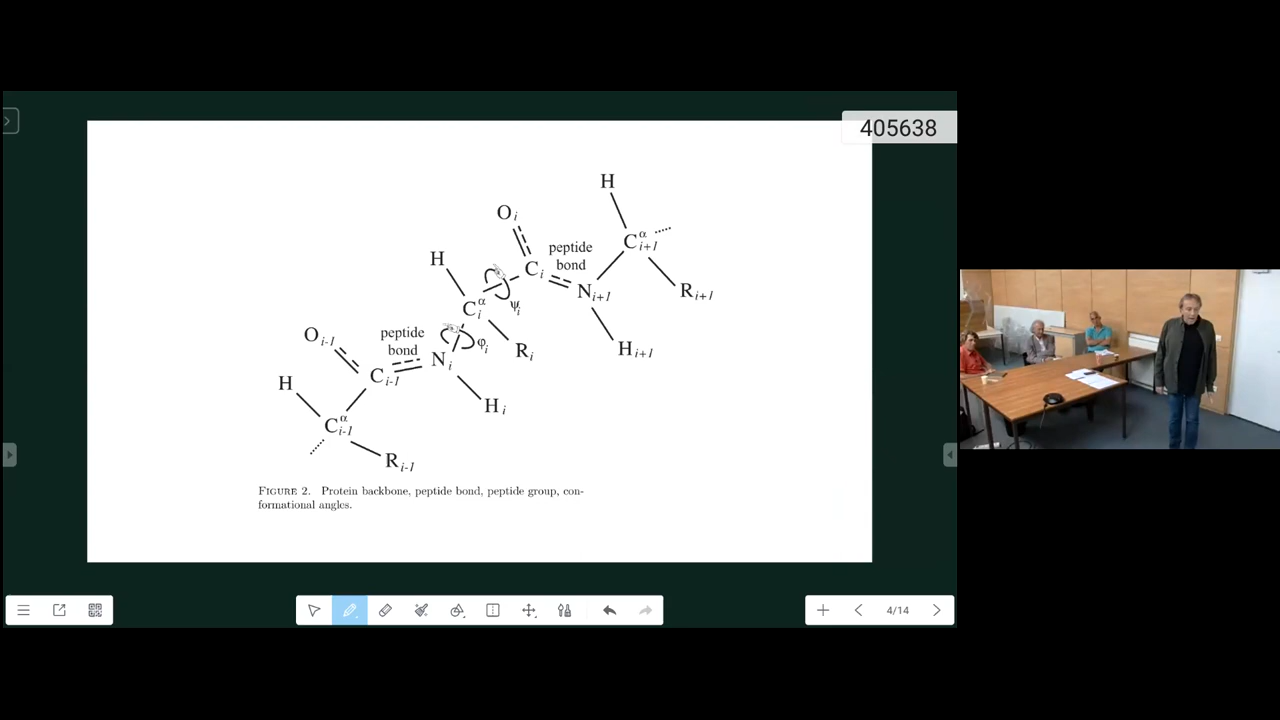 405638
H
O i
peptide
bond
C α i+1
H
C i
N i+1
R i+1
ψ i
C α i
O i-1
peptide
bond
φ i
R i
H i+1
N i
C i-1
H
H i
C α i-1
R i-1
FIGURE 2. Protein backbone, peptide bond, peptide group, con-
formational angles.
4/14